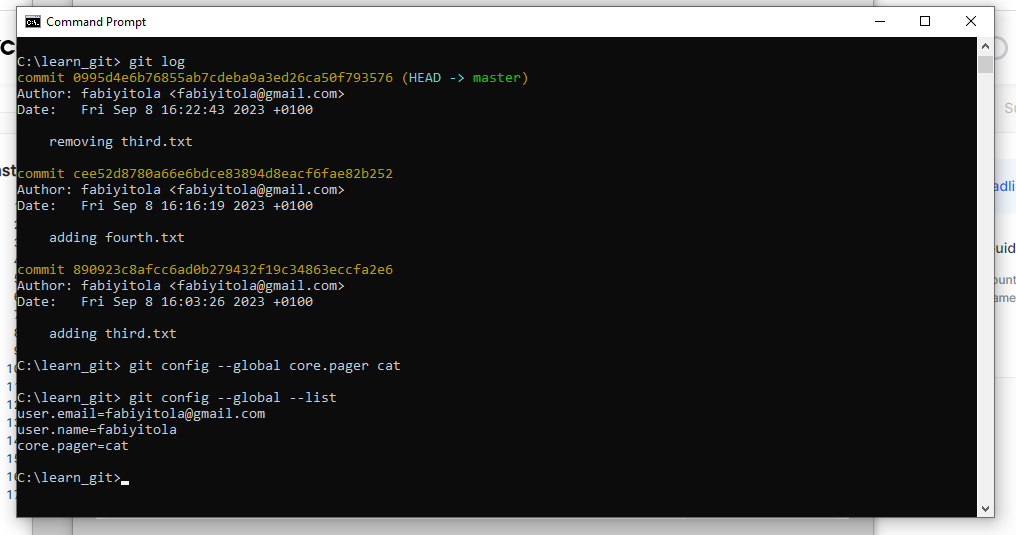 Command Prompt
C:\learn_git> git log
commit 0995d4e6b76855ab7cdeba9a3ed26ca50f793576 (HEAD -> master)
Author: fabiyitola <fabiyitola@gmail.com>
Date:   Fri Sep 8 16:22:43 2023 +0100
removing third.txt
commit cee52d8780a66e6bdce83894d8eacf6fae82b252
Author: fabiyitola <fabiyitola@gmail.com>
Date:   Fri Sep 8 16:16:19 2023 +0100
adding fourth.txt
commit 890923c8afcc6ad0b279432f19c34863eccfa2e6
Author: fabiyitola <fabiyitola@gmail.com>
Date:   Fri Sep 8 16:03:26 2023 +0100
adding third.txt
C:\learn_git> git config --global core.pager cat
C:\learn_git> git config --global --list
user.email=fabiyitola@gmail.com
user.name=fabiyitola
core.pager=cat
C:\learn_git>